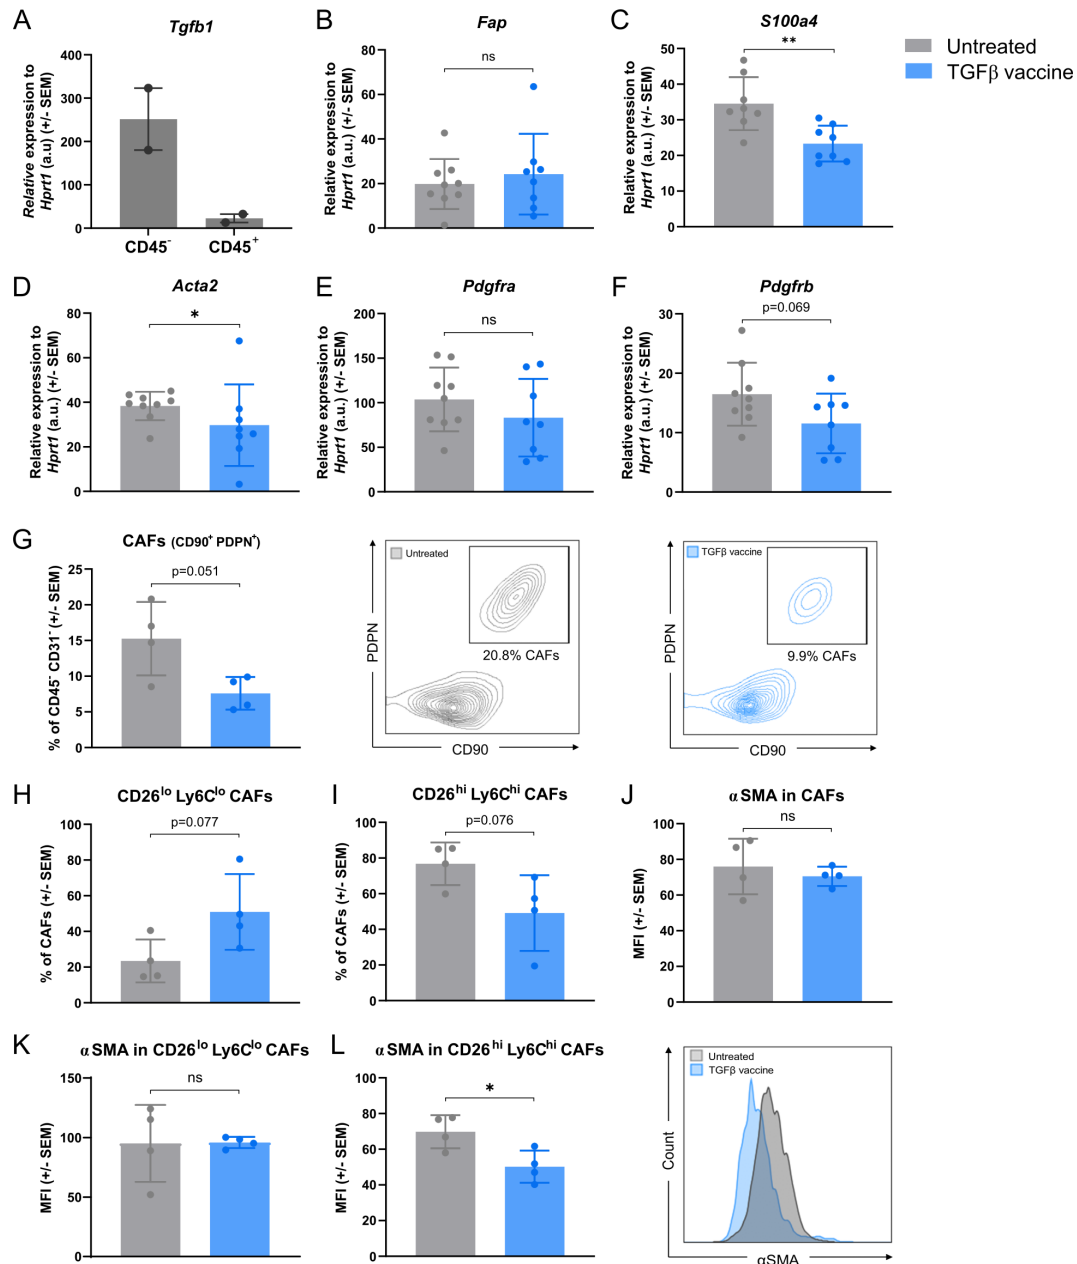 A
Tgfb1
Relative expression to
Hprt1 (a.u) (+/- SEM)
400
300
200
100
0
CD45⁻
CD45⁺
B
Fap
Relative expression to
Hprt1 (a.u.) (+/- SEM)
80
60
40
20
0
ns
C
S100a4
Relative expression to
Hprt1 (a.u.) (+/- SEM)
50
40
30
20
10
0
**
Untreated
TGFβ vaccine
D
Acta2
Relative expression to
Hprt1 (a.u.) (+/- SEM)
80
60
40
20
0
*
E
Pdgfra
Relative expression to
Hprt1 (a.u.) (+/- SEM)
200
150
100
50
0
ns
F
Pdgfrb
Relative expression to
Hprt1 (a.u.) (+/- SEM)
30
20
10
0
p=0.069
G
CAFs (CD90⁺ PDPN⁺)
% of CD45⁻ CD31⁻ (+/- SEM)
25
20
15
10
5
0
p=0.051
Untreated
PDPN
20.8% CAFs
CD90
TGFβ vaccine
PDPN
9.9% CAFs
CD90
H
CD26ˡᵒ Ly6Cˡᵒ CAFs
% of CAFs (+/- SEM)
100
80
60
40
20
0
p=0.077
I
CD26ʰⁱ Ly6Cʰⁱ CAFs
% of CAFs (+/- SEM)
100
80
60
40
20
0
p=0.076
J
αSMA in CAFs
MFI (+/- SEM)
100
80
60
40
20
0
ns
K
αSMA in CD26ˡᵒ Ly6Cˡᵒ CAFs
MFI (+/- SEM)
150
100
50
0
ns
L
αSMA in CD26ʰⁱ Ly6Cʰⁱ CAFs
MFI (+/- SEM)
100
80
60
40
20
0
*
Untreated
TGFβ vaccine
Count
αSMA